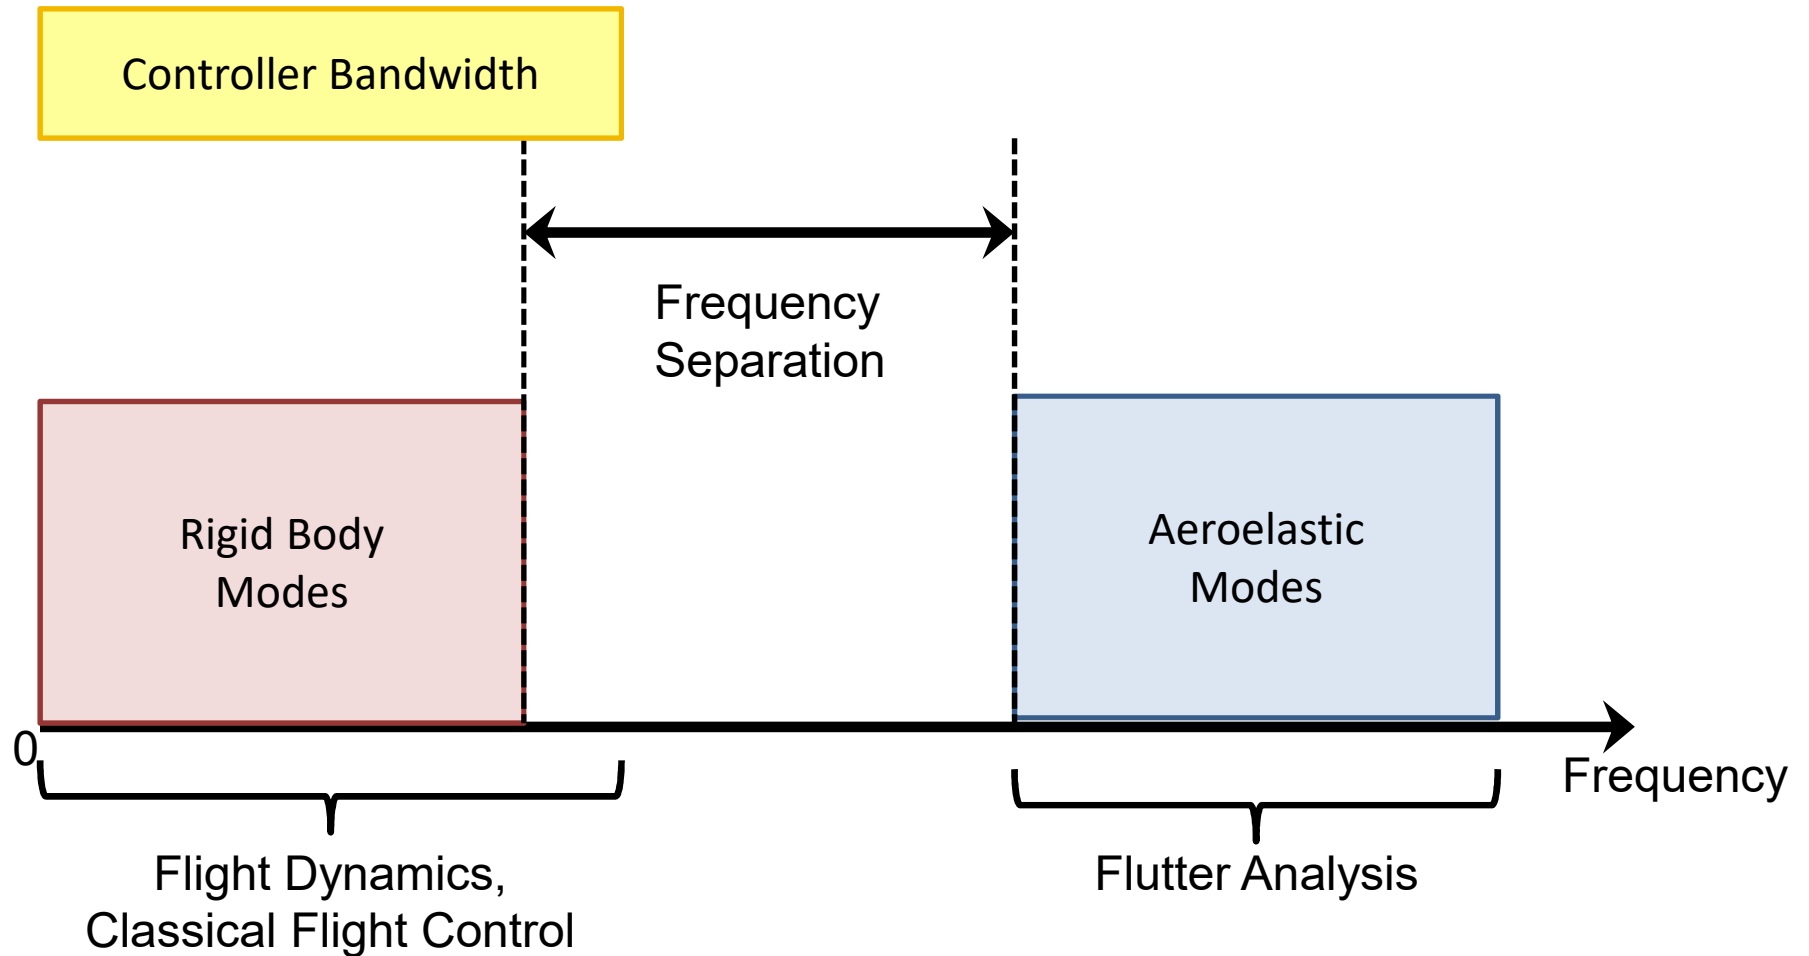 Controller Bandwidth
Frequency
Separation
Rigid Body
Modes
Aeroelastic
Modes
0
Frequency
Flight Dynamics,
Classical Flight Control
Flutter Analysis